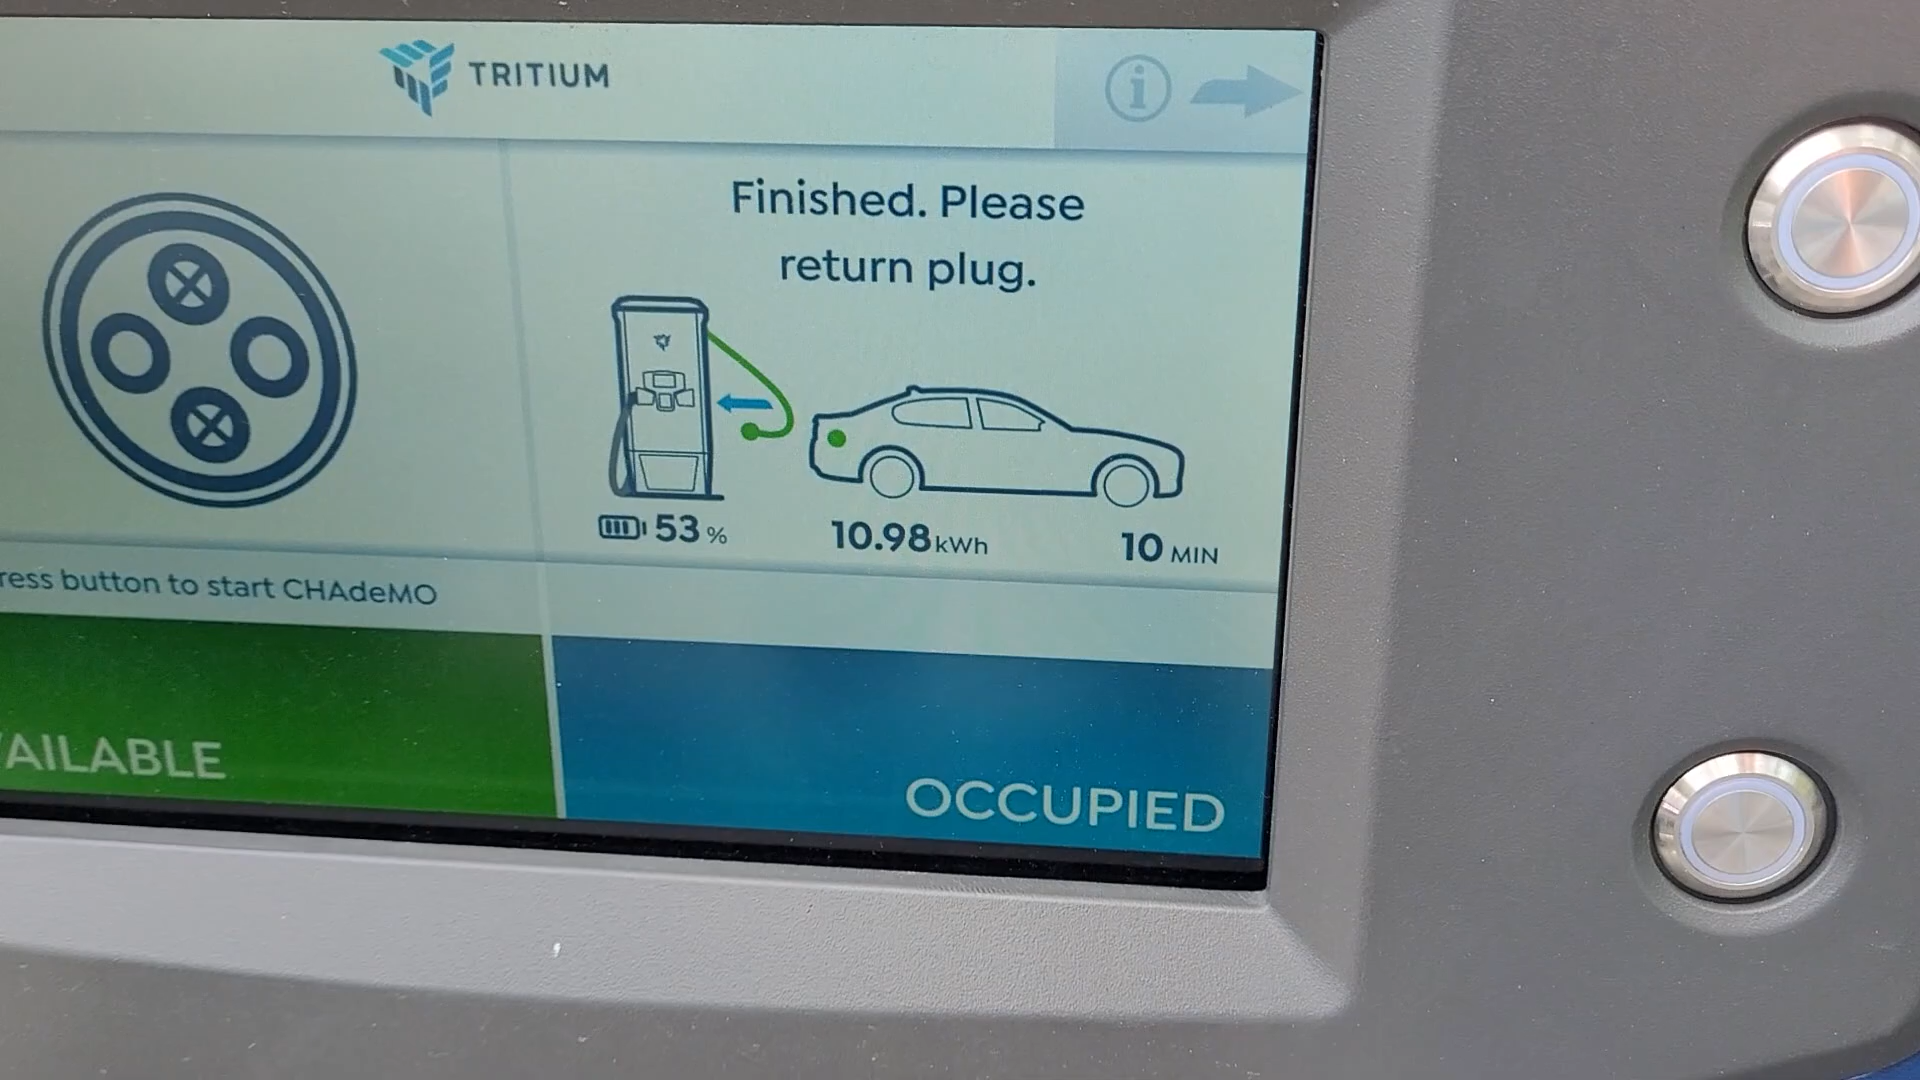 TRITIUM
i
Finished. Please
return plug.
53 %
10.98 kWh
10 MIN
ress button to start CHAdeMO
AILABLE
OCCUPIED